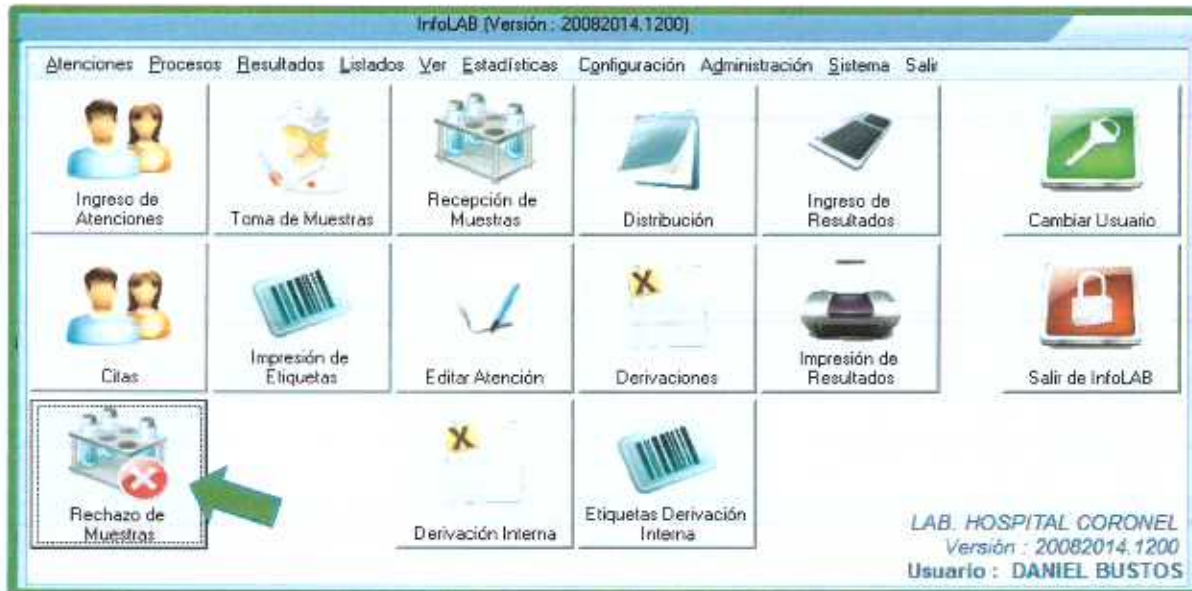 InfoLAB (Versión : 20082014.1200)
Atenciones Procesos Resultados Listados Ver Estadísticas Configuración Administración Sistema Salir
Ingreso de
Atenciones
Toma de Muestras
Recepción de
Muestras
Distribución
Ingreso de
Resultados
Cambiar Usuario
Citas
Impresión de
Etiquetas
Editar Atención
Derivaciones
Impresión de
Resultados
Salir de InfoLAB
Rechazo de
Muestras
Derivación Interna
Etiquetas Derivación
Interna
LAB. HOSPITAL CORONEL
Versión : 20082014.1200
Usuario : DANIEL BUSTOS